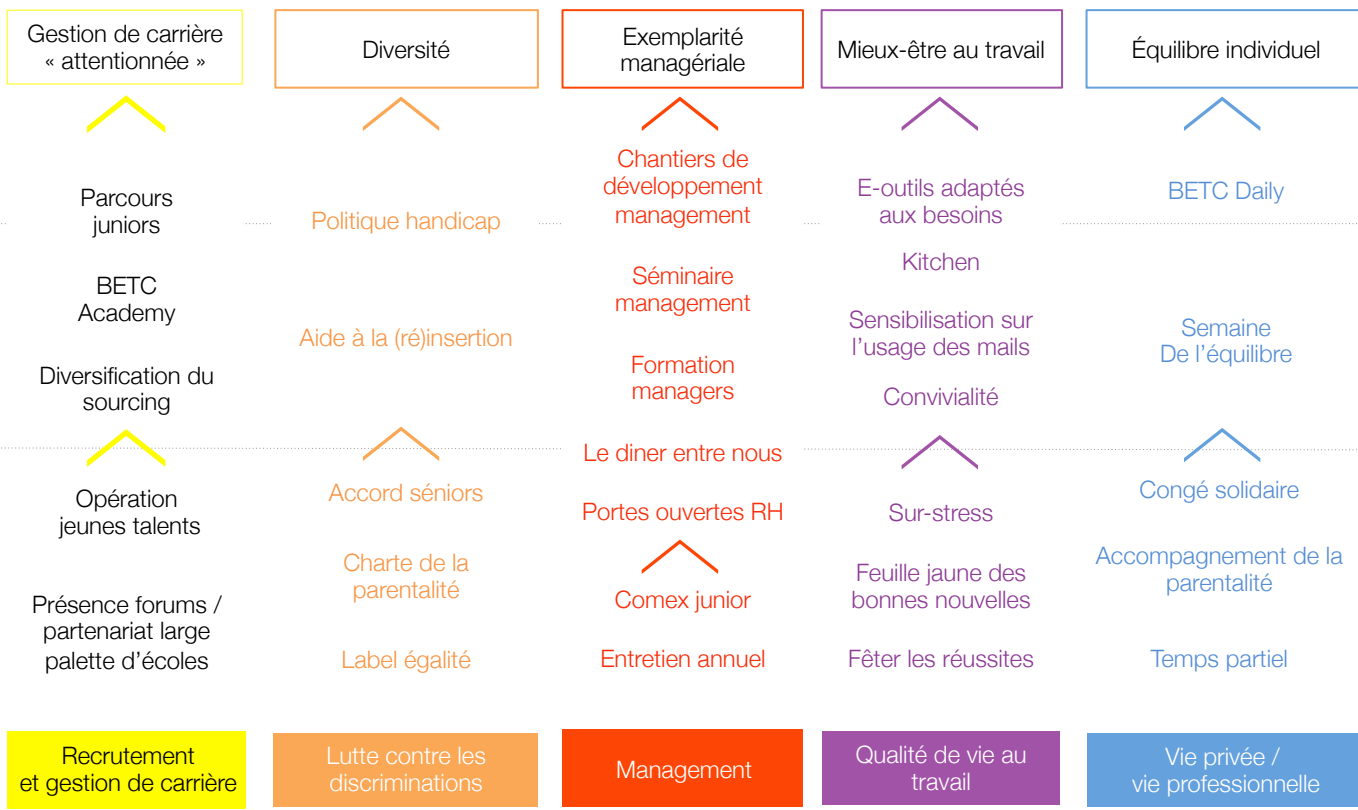 Gestion de carrière
« attentionnée »
Parcours
juniors
BETC
Academy
Diversification du
sourcing
Opération
jeunes talents
Présence forums /
partenariat large
palette d’écoles
Recrutement
et gestion de carrière
Diversité
Politique handicap
Aide à la (ré)insertion
Accord séniors
Charte de la
parentalité
Label égalité
Lutte contre les
discriminations
Exemplarité
managériale
Chantiers de
développement
management
Séminaire
management
Formation
managers
Le diner entre nous
Portes ouvertes RH
Comex junior
Entretien annuel
Management
Mieux-être au travail
E-outils adaptés
aux besoins
Kitchen
Sensibilisation sur
l’usage des mails
Convivialité
Sur-stress
Feuille jaune des
bonnes nouvelles
Fêter les réussites
Qualité de vie au
travail
Équilibre individuel
BETC Daily
Semaine
De l’équilibre
Congé solidaire
Accompagnement de la
parentalité
Temps partiel
Vie privée /
vie professionnelle